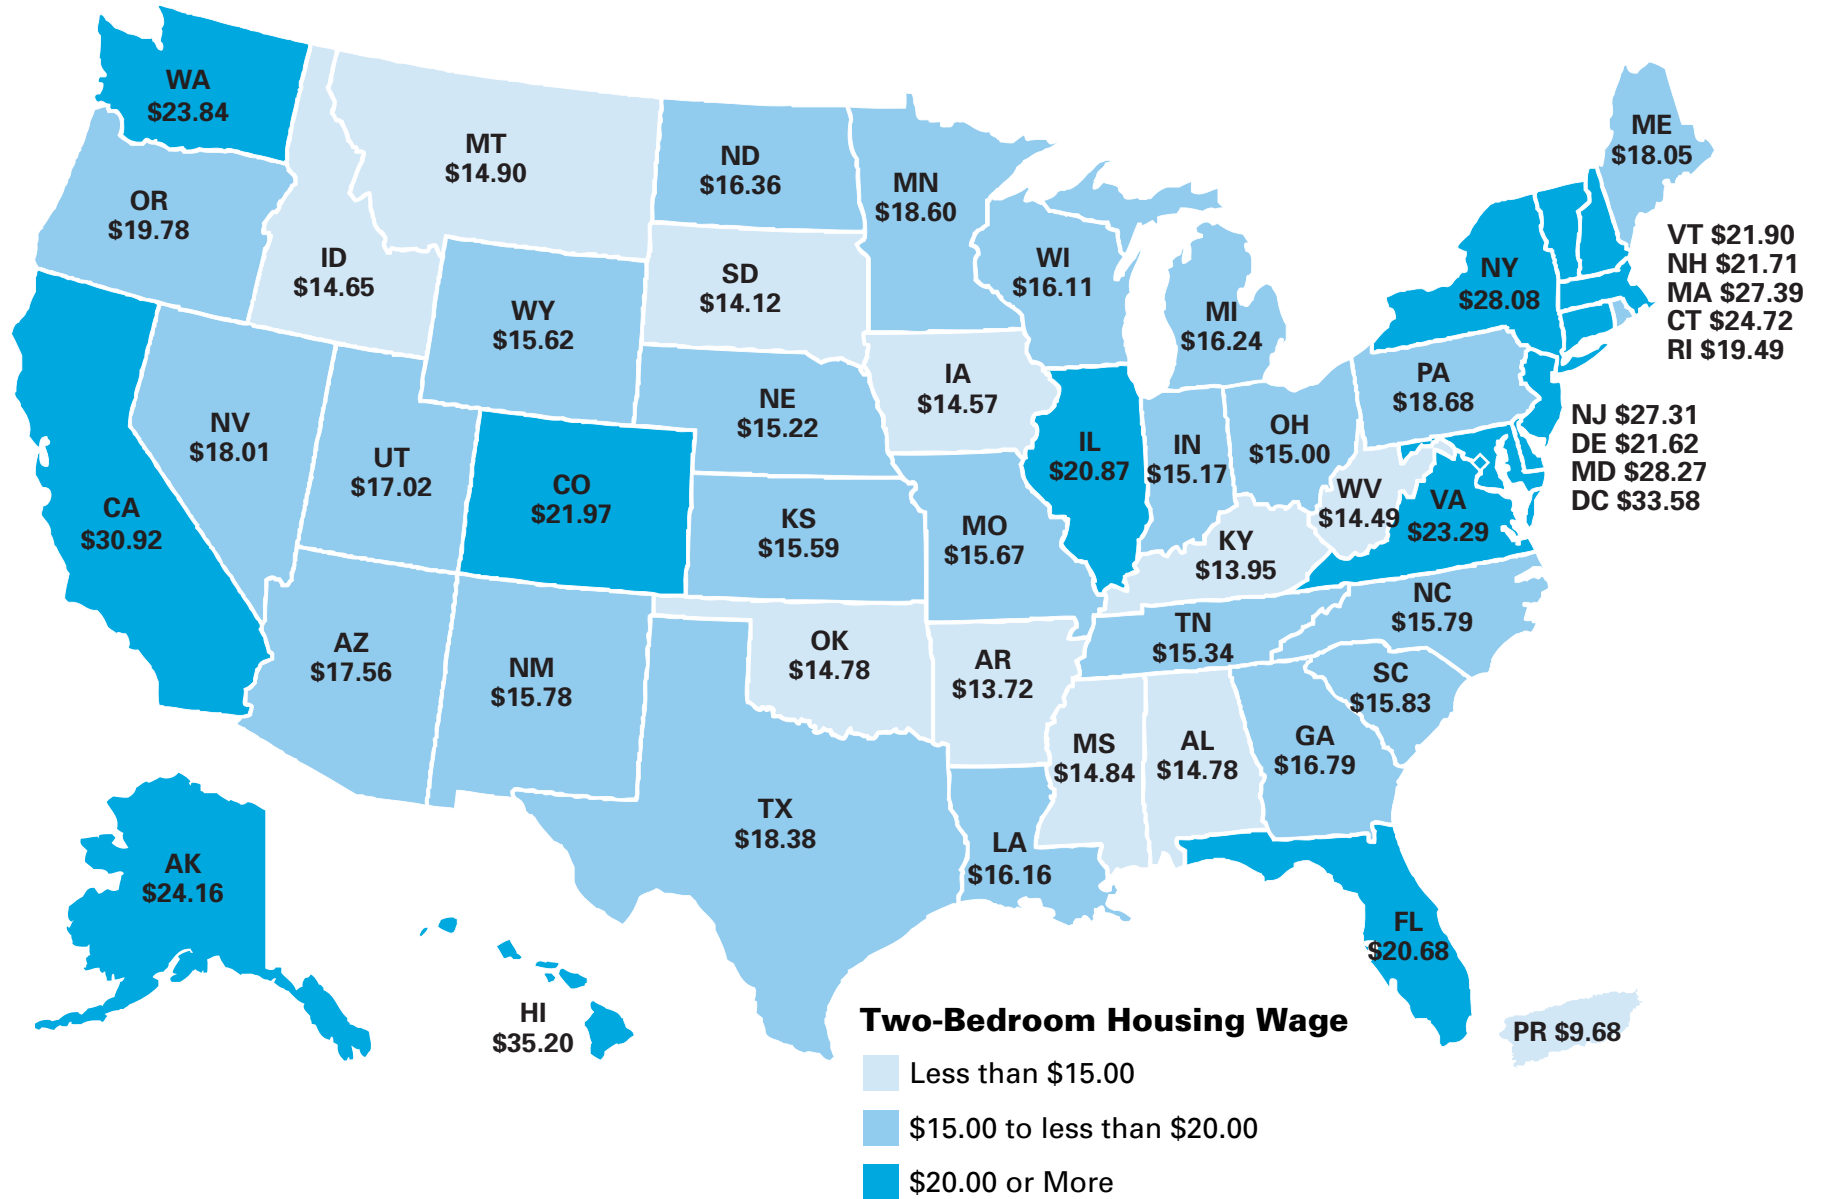 WA
$23.84
MT
$14.90
ND
$16.36
MN
$18.60
ME
$18.05
OR
$19.78
ID
$14.65
SD
$14.12
WI
$16.11
NY
$28.08
VT $21.90
NH $21.71
MA $27.39
CT $24.72
RI $19.49
WY
$15.62
MI
$16.24
IA
$14.57
PA
$18.68
NV
$18.01
UT
$17.02
NE
$15.22
IL
$20.87
IN
$15.17
OH
$15.00
NJ $27.31
DE $21.62
MD $28.27
DC $33.58
CA
$30.92
CO
$21.97
KS
$15.59
MO
$15.67
WV
$14.49
VA
$23.29
KY
$13.95
NC
$15.79
TN
$15.34
AZ
$17.56
NM
$15.78
OK
$14.78
AR
$13.72
SC
$15.83
MS
$14.84
AL
$14.78
GA
$16.79
TX
$18.38
LA
$16.16
AK
$24.16
FL
$20.68
HI
$35.20
PR $9.68
Two-Bedroom Housing Wage
Less than $15.00
$15.00 to less than $20.00
$20.00 or More